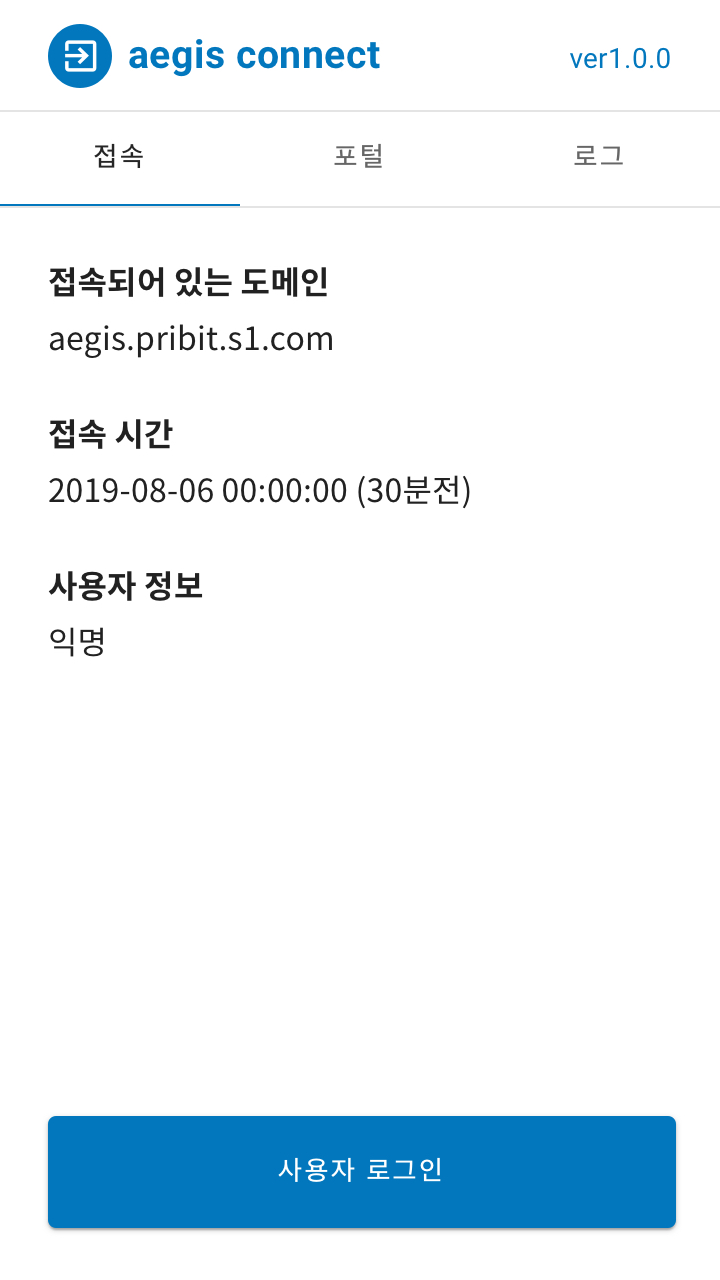 aegis connect
ver1.0.0
접속
포털
로그
접속되어 있는 도메인
aegis.pribit.s1.com
접속 시간
2019-08-06 00:00:00 (30분전)
사용자 정보
익명
사용자 로그인